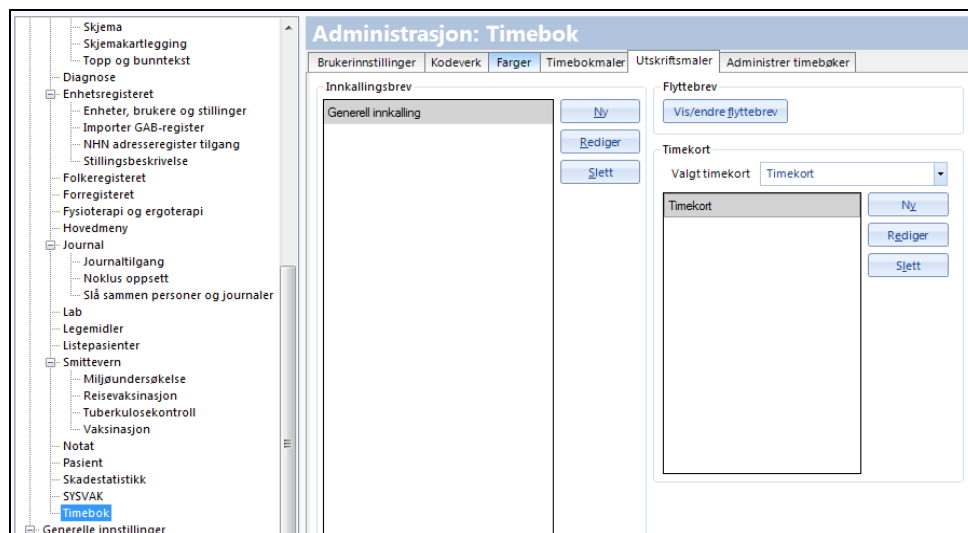 Skjema
Skjemakartlegging
Topp og bunntekst
Diagnose
Enhetsregisteret
Enheter, brukere og stillinger
Importer GAB-register
NHN adresseregister tilgang
Stillingsbeskrivelse
Folkeregisteret
Forregisteret
Fysioterapi og ergoterapi
Hovedmeny
Journal
Journaltilgang
Noklus oppsett
Slå sammen personer og journaler
Lab
Legemidler
Listepasienter
Smittevern
Miljøundersøkelse
Reisevaksinasjon
Tuberkulosekontroll
Vaksinasjon
Notat
Pasient
Skadestatistikk
SYSVAK
Timebok
Generelle innstillinger
Administrasjon: Timebok
Brukerinnstillinger Kodeverk Farger Timebokmaler Utskriftsmaler Administrer timebøker
Innkallingsbrev
Generell innkalling
Ny
Rediger
Slett
Flyttebrev
Vis/endre flyttebrev
Timekort
Valgt timekort Timekort
Timekort
Ny
Rediger
Slett